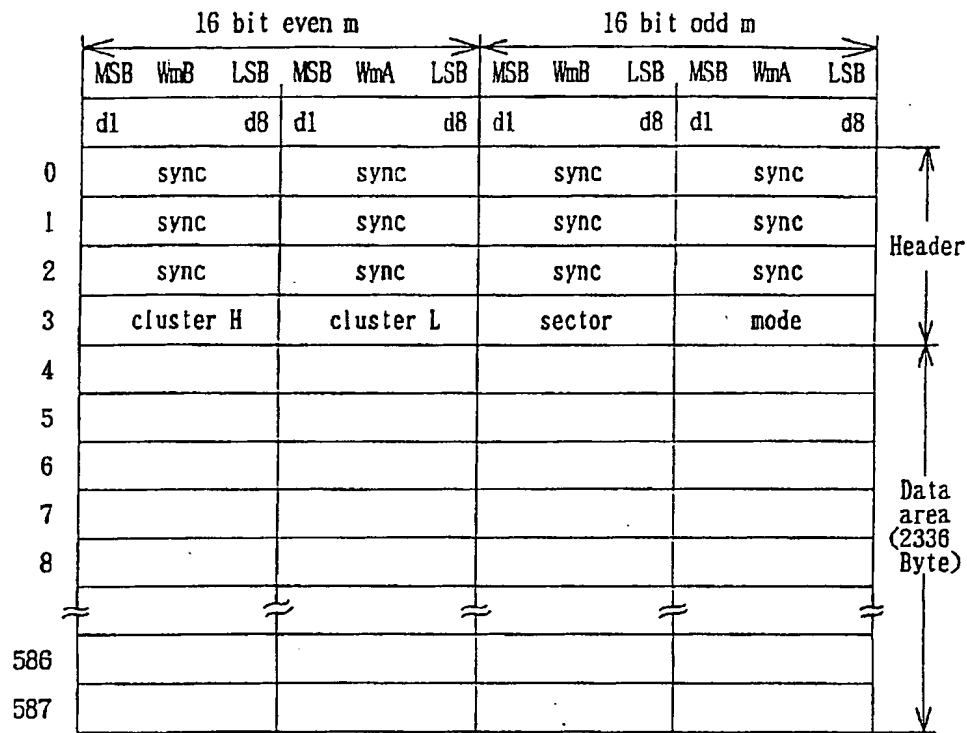 16 bit even m 16 bit odd m
MSB WmB LSB MSB WmA LSB MSB WmB LSB MSB WmA LSB
d1 d8 d1 d8 d1 d8 d1 d8
0 sync sync sync sync
1 sync sync sync sync
Header
2 sync sync sync sync
3 cluster H cluster L sector mode
4
5
6
7
8
Data
area
(2336
Byte)
586
587